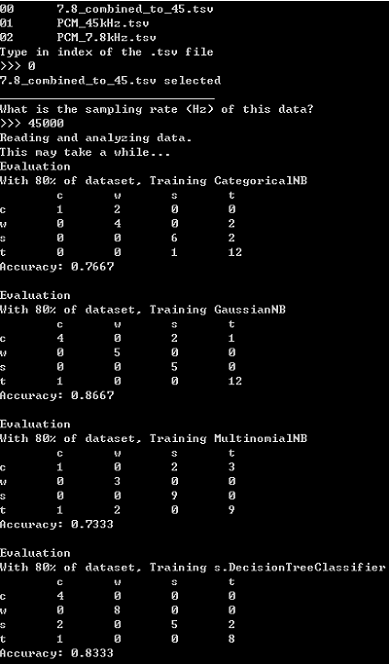 00 7.8_combined_to_45.tsv
01 PCM_45kHz.tsv
02 PCM_7.8kHz.tsv
Type in index of the .tsv file
>>> 0
7.8_combined_to_45.tsv selected
What is the sampling rate (Hz) of this data?
>>> 45000
Reading and analyzing data.
This may take a while...
Evaluation
With 80% of dataset, Training CategoricalNB
c w s t
c 1 2 0 0
w 0 4 0 2
s 0 0 6 2
t 0 0 1 12
Accuracy: 0.7667
Evaluation
With 80% of dataset, Training GaussianNB
c w s t
c 4 0 2 1
w 0 5 0 0
s 0 0 5 0
t 1 0 0 12
Accuracy: 0.8667
Evaluation
With 80% of dataset, Training MultinomialNB
c w s t
c 1 0 2 3
w 0 3 0 0
s 0 0 9 0
t 1 2 0 9
Accuracy: 0.7333
Evaluation
With 80% of dataset, Training s.DecisionTreeClassifier
c w s t
c 4 0 0 0
w 0 8 0 0
s 2 0 5 2
t 1 0 0 8
Accuracy: 0.8333